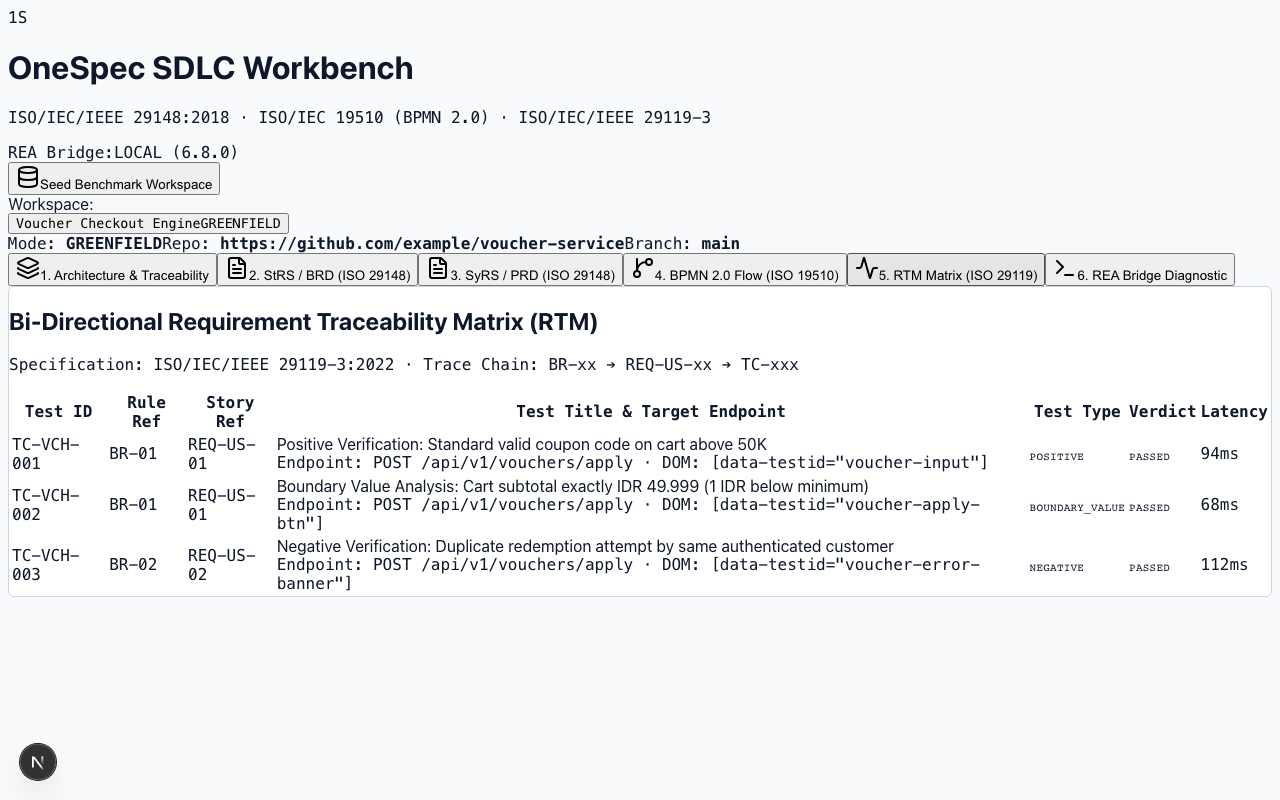 1S
OneSpec SDLC Workbench
ISO/IEC/IEEE 29148:2018 · ISO/IEC 19510 (BPMN 2.0) · ISO/IEC/IEEE 29119-3
REA Bridge:LOCAL (6.8.0)
Seed Benchmark Workspace
Workspace:
Voucher Checkout EngineGREENFIELD
Mode: GREENFIELDRepo: https://github.com/example/voucher-serviceBranch: main
1. Architecture & Traceability 2. StRS / BRD (ISO 29148) 3. SyRS / PRD (ISO 29148) 4. BPMN 2.0 Flow (ISO 19510) 5. RTM Matrix (ISO 29119) 6. REA Bridge Diagnostic
Bi-Directional Requirement Traceability Matrix (RTM)
Specification: ISO/IEC/IEEE 29119-3:2022 · Trace Chain: BR-xx → REQ-US-xx → TC-xxx
Test ID Rule Ref Story Ref Test Title & Target Endpoint Test Type Verdict Latency
TC-VCH-001 BR-01 REQ-US-01 Positive Verification: Standard valid coupon code on cart above 50K
Endpoint: POST /api/v1/vouchers/apply · DOM: [data-testid="voucher-input"] POSITIVE PASSED 94ms
TC-VCH-002 BR-01 REQ-US-01 Boundary Value Analysis: Cart subtotal exactly IDR 49.999 (1 IDR below minimum)
Endpoint: POST /api/v1/vouchers/apply · DOM: [data-testid="voucher-apply-btn"] BOUNDARY_VALUE PASSED 68ms
TC-VCH-003 BR-02 REQ-US-02 Negative Verification: Duplicate redemption attempt by same authenticated customer
Endpoint: POST /api/v1/vouchers/apply · DOM: [data-testid="voucher-error-banner"] NEGATIVE PASSED 112ms
N